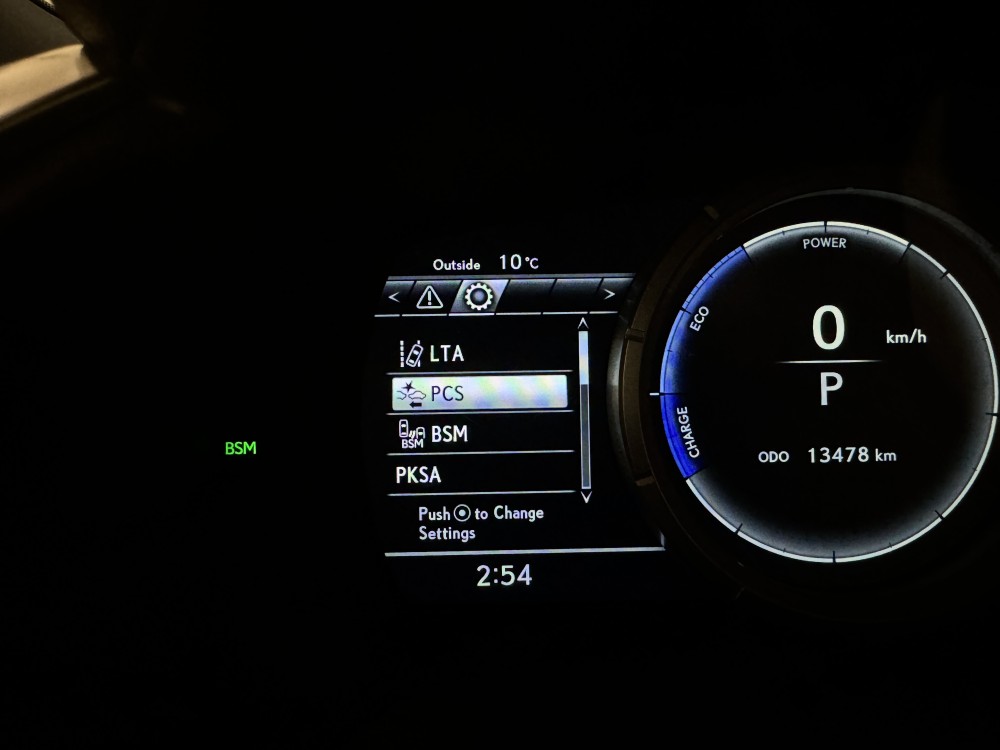 Outside 10°C
< >
LTA
PCS
BSM BSM
PKSA
Push to Change
Settings
2:54
BSM
POWER
ECO
CHARGE
0 km/h
P
ODO 13478 km